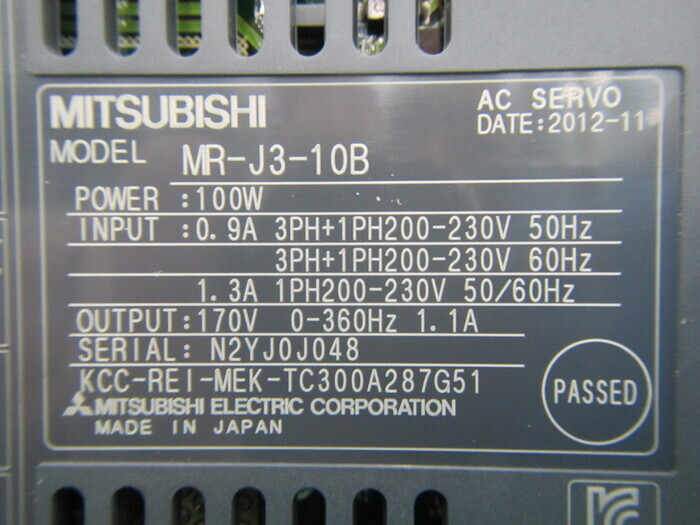 MITSUBISHI
AC SERVO
DATE:2012-11
MODEL MR-J3-10B
POWER :100W
INPUT :0.9A 3PH+1PH200-230V 50Hz
3PH+1PH200-230V 60Hz
1.3A 1PH200-230V 50/60Hz
OUTPUT:170V 0-360Hz 1.1A
SERIAL: N2YJ0J048
KCC-REI-MEK-TC300A287G51
MITSUBISHI ELECTRIC CORPORATION
MADE IN JAPAN
PASSED